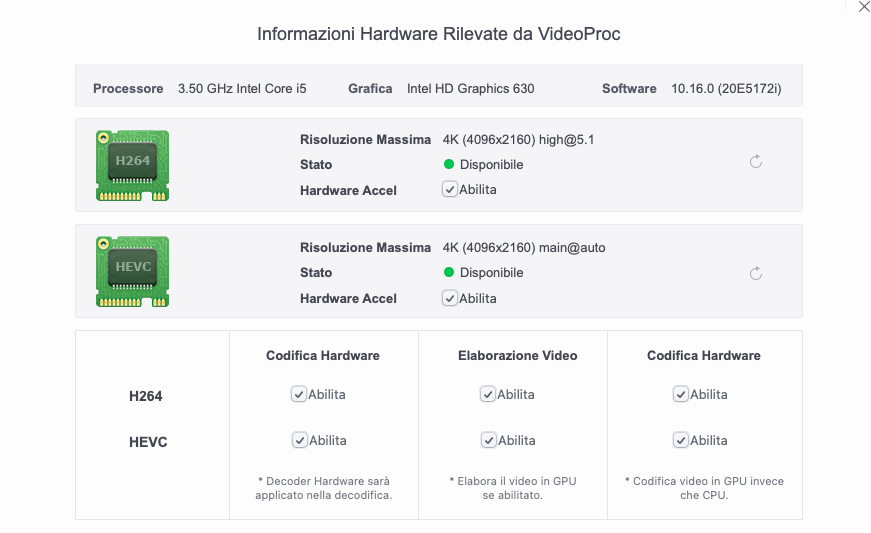 Informazioni Hardware Rilevate da VideoProc
Processore 3.50 GHz Intel Core i5 Grafica Intel HD Graphics 630 Software 10.16.0 (20E5172i)
H264
Risoluzione Massima 4K (4096x2160) high@5.1
Stato Disponibile
Hardware Accel Abilita
HEVC
Risoluzione Massima 4K (4096x2160) main@auto
Stato Disponibile
Hardware Accel Abilita
Codifica Hardware Elaborazione Video Codifica Hardware
H264 Abilita Abilita Abilita
HEVC Abilita Abilita Abilita
* Decoder Hardware sarà * Elabora il video in GPU * Codifica video in GPU invece
applicato nella decodifica. se abilitato. che CPU.